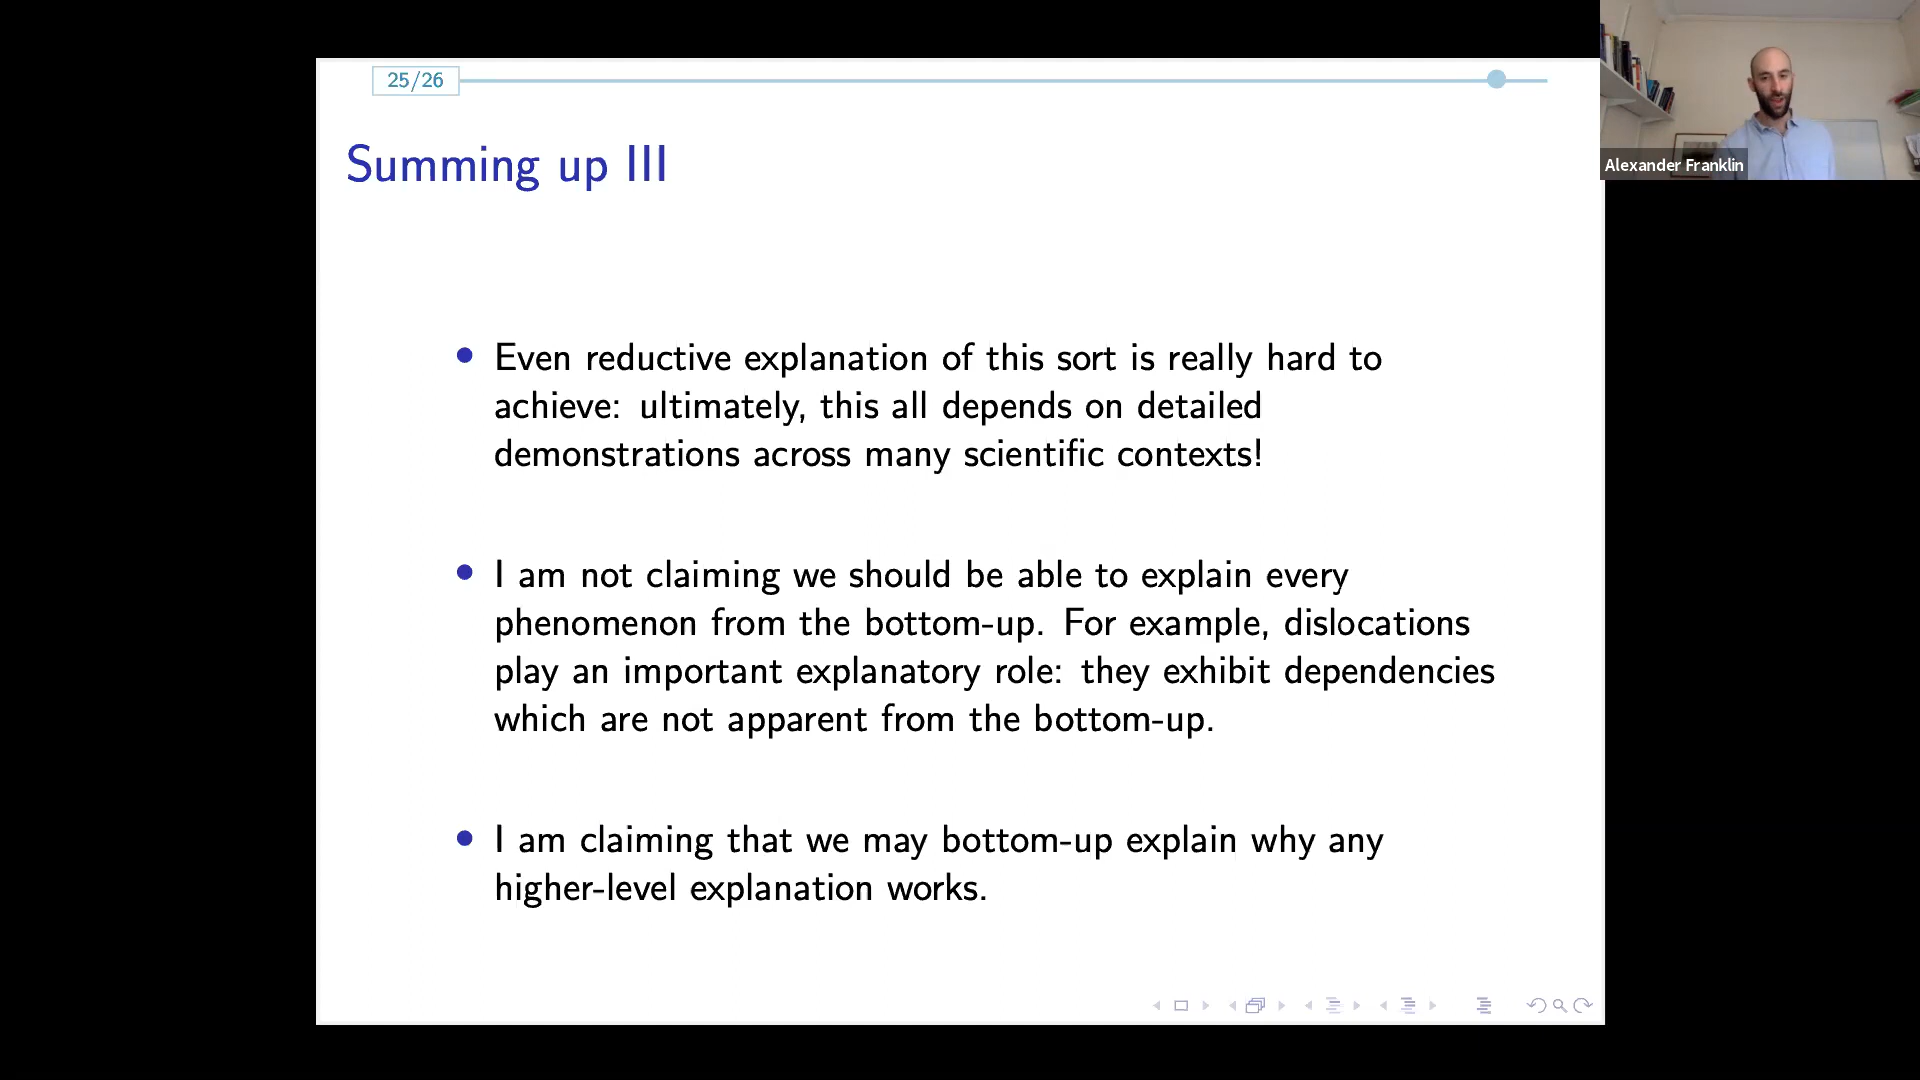 25/26
Summing up III
Alexander Franklin
• Even reductive explanation of this sort is really hard to
achieve: ultimately, this all depends on detailed
demonstrations across many scientific contexts!
• I am not claiming we should be able to explain every
phenomenon from the bottom-up. For example, dislocations
play an important explanatory role: they exhibit dependencies
which are not apparent from the bottom-up.
• I am claiming that we may bottom-up explain why any
higher-level explanation works.